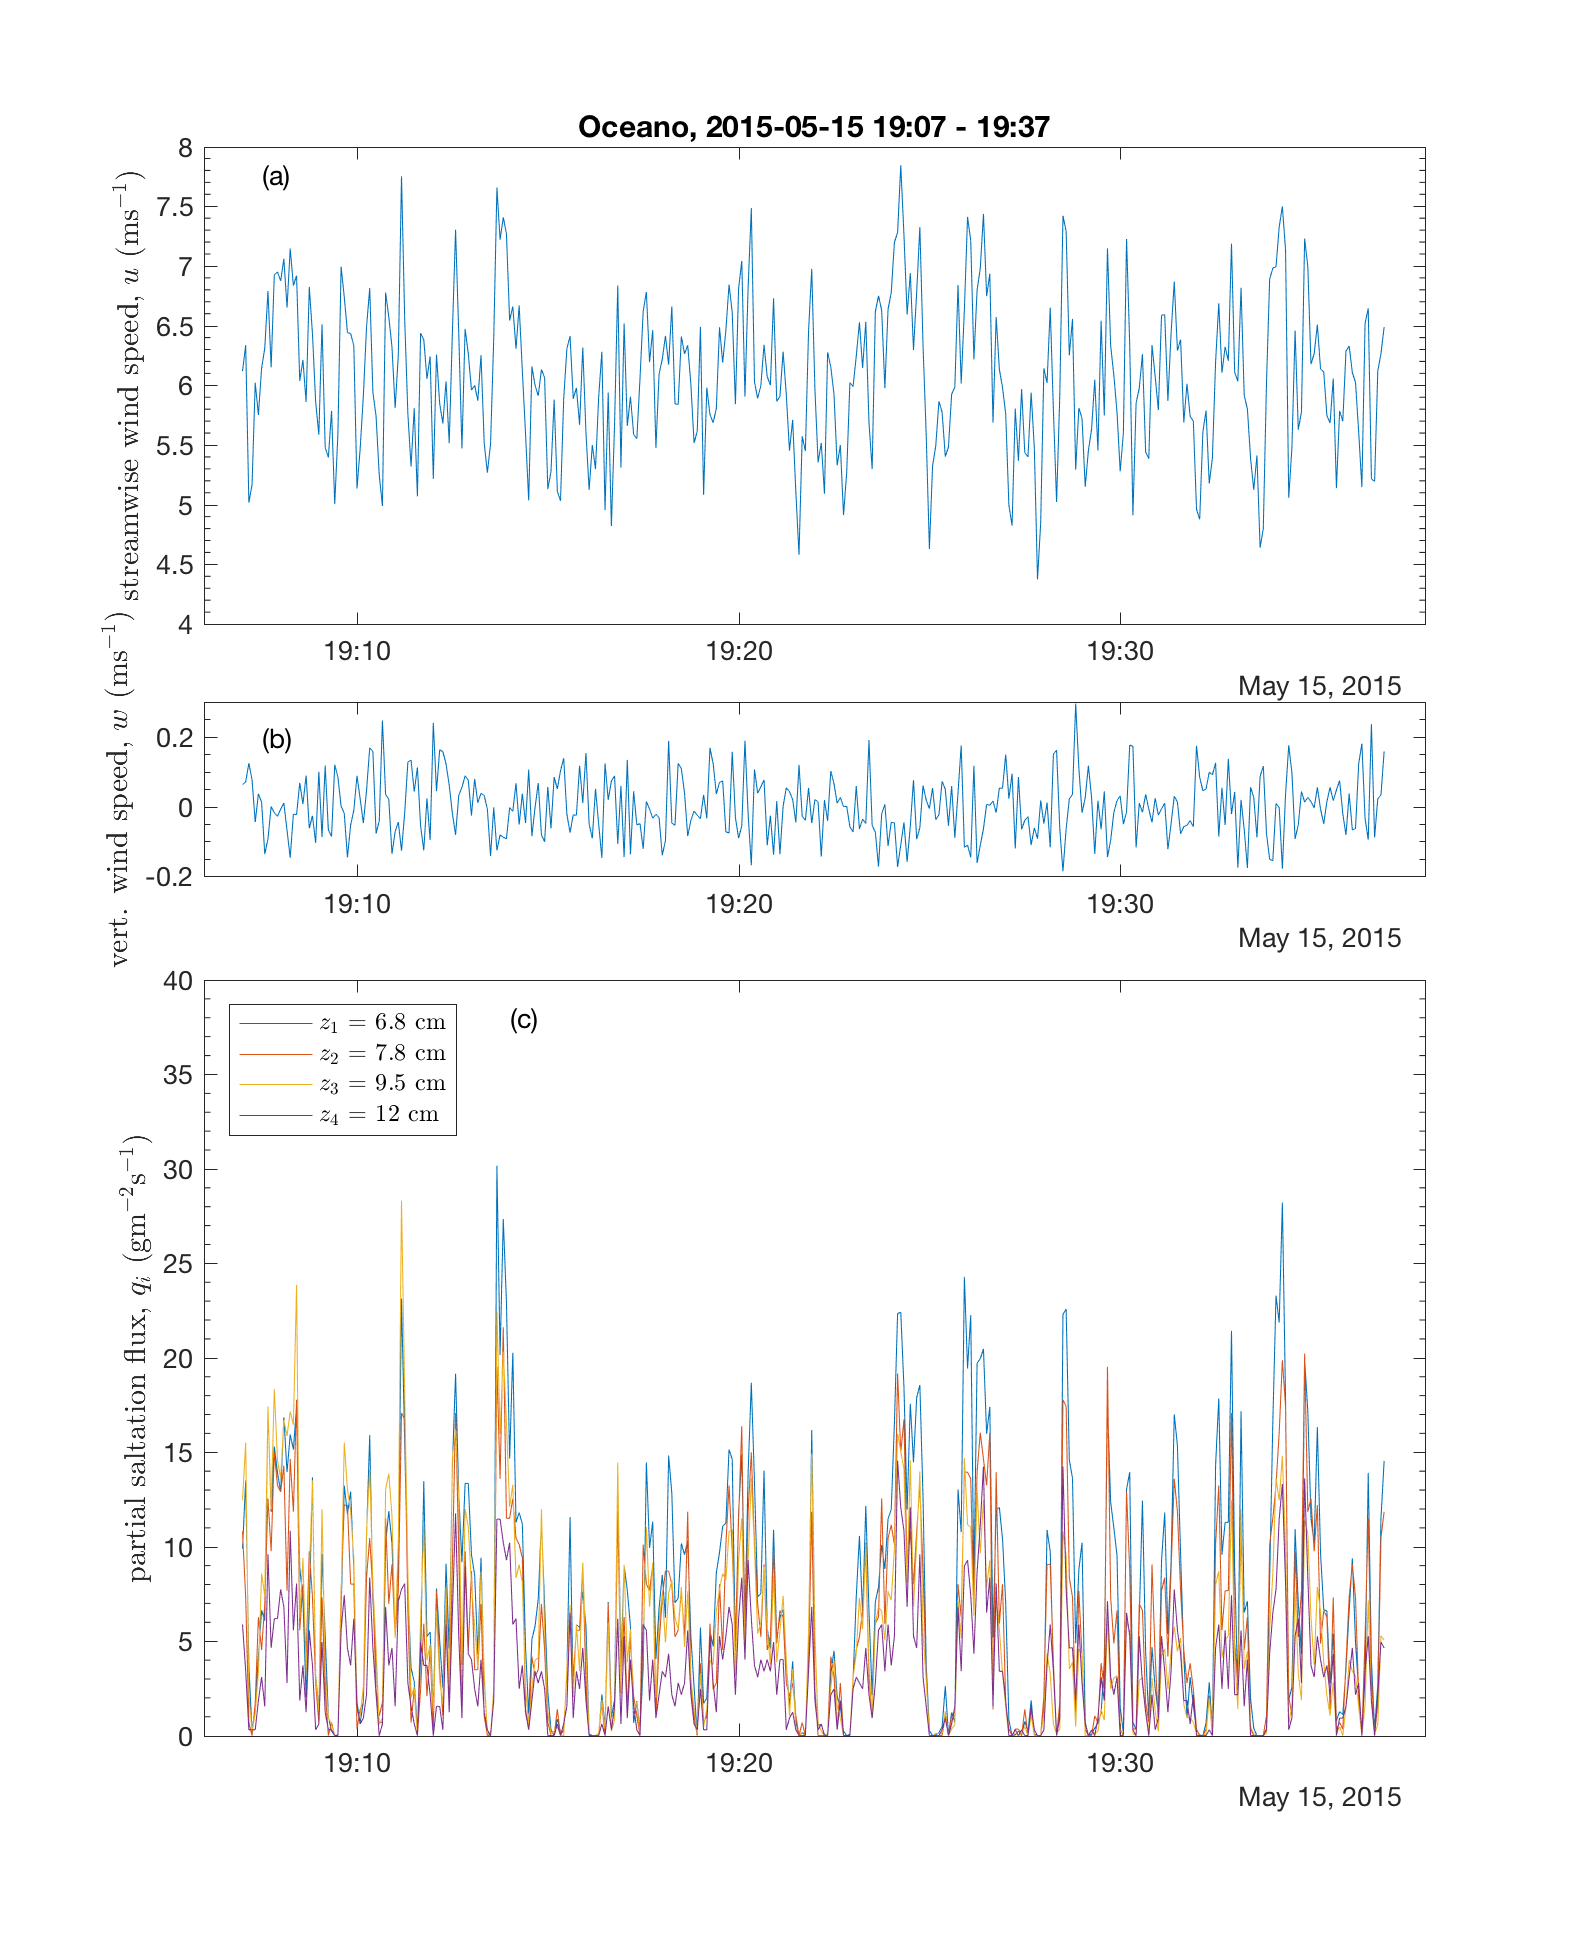 Oceano, 2015-05-15 19:07 - 19:37
(a)
streamwise wind speed, u (ms⁻¹)
8
7.5
7
6.5
6
5.5
5
4.5
4
19:10 19:20 19:30
May 15, 2015
(b)
vert. wind speed, w (ms⁻¹)
0.2
0
-0.2
19:10 19:20 19:30
May 15, 2015
(c)
z₁ = 6.8 cm
z₂ = 7.8 cm
z₃ = 9.5 cm
z₄ = 12 cm
partial saltation flux, qᵢ (gm⁻²s⁻¹)
40
35
30
25
20
15
10
5
0
19:10 19:20 19:30
May 15, 2015